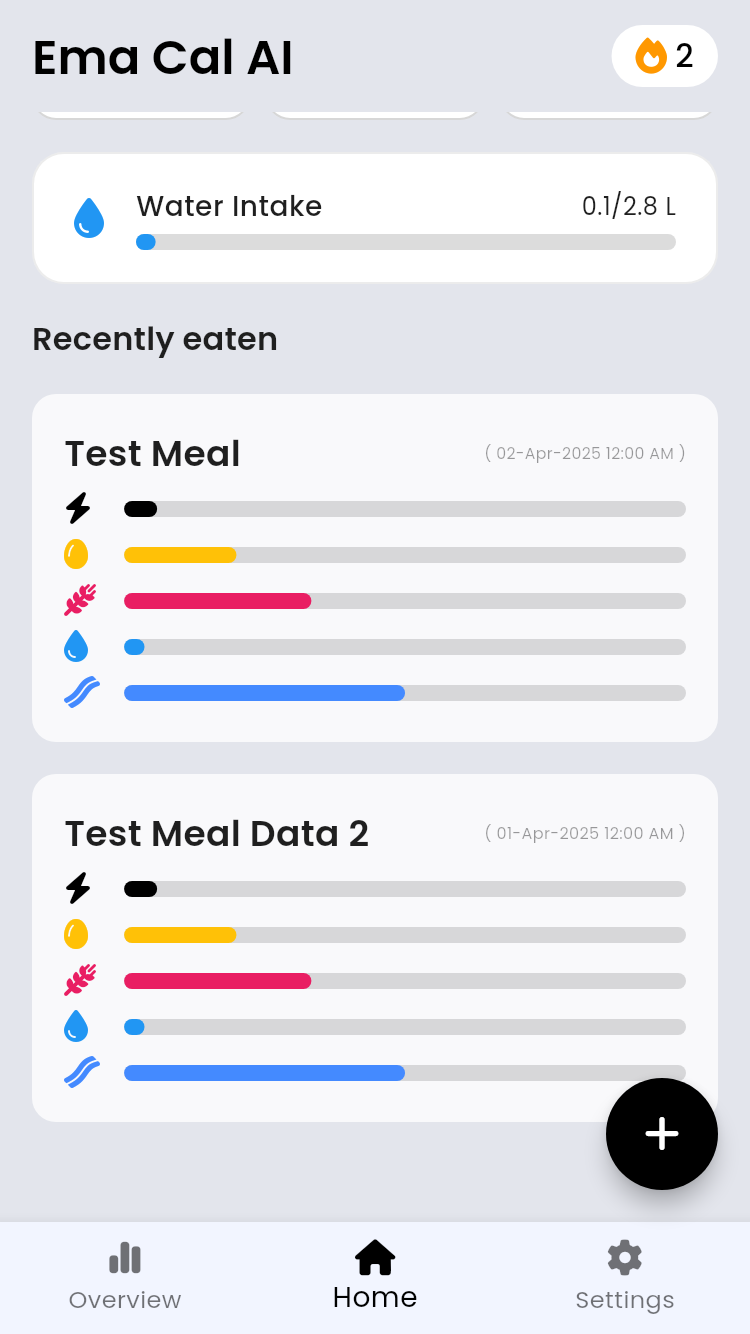 Ema Cal AI
2
Water Intake
0.1/2.8 L
Recently eaten
Test Meal
( 02-Apr-2025 12:00 AM )
Test Meal Data 2
( 01-Apr-2025 12:00 AM )
Overview
Home
Settings